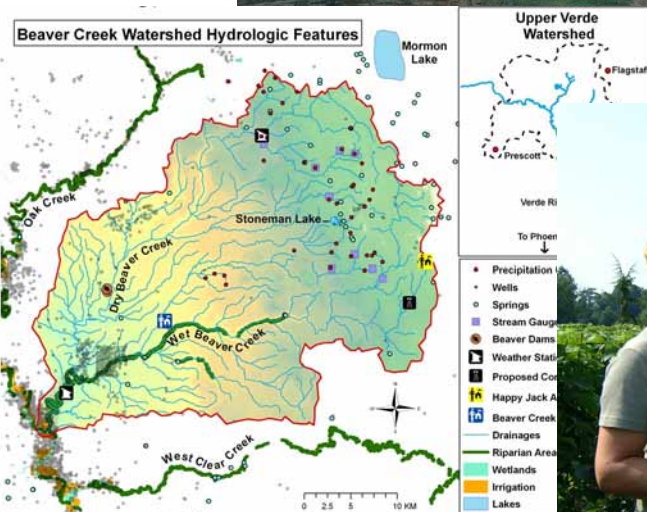 Beaver Creek Watershed Hydrologic Features
Mormon
Lake
Oak Creek
Dry Beaver Creek
Stoneman Lake
Wet Beaver Creek
West Clear Creek
0 2.5 5 10 KM
Upper Verde
Watershed
Flagstaf
Prescott
Verde Ri
To Phoen
Precipitation
Wells
Springs
Stream Gauge
Beaver Dams
Weather Stati
Proposed Co
Happy Jack A
Beaver Creek
Drainages
Riparian Area
Wetlands
Irrigation
Lakes